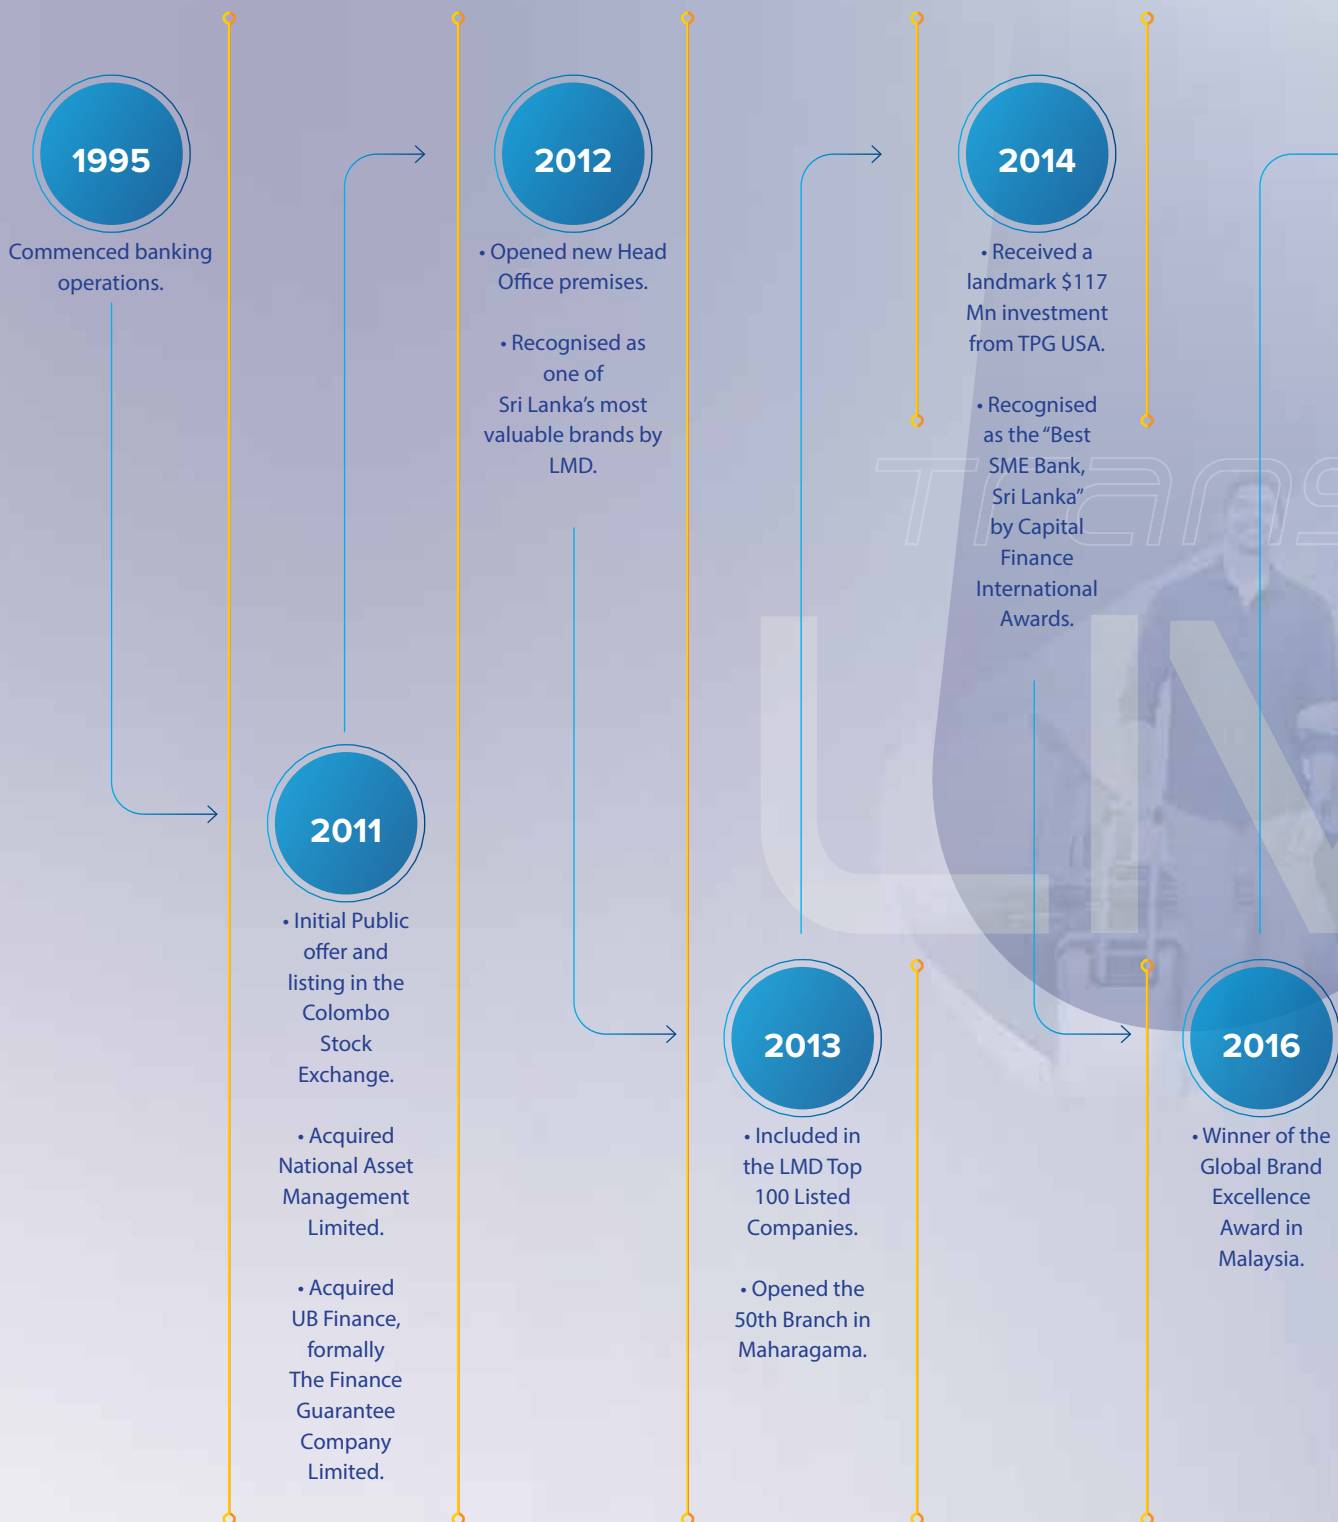 1995
Commenced banking
operations.
2011
• Initial Public
offer and
listing in the
Colombo
Stock
Exchange.
• Acquired
National Asset
Management
Limited.
• Acquired
UB Finance,
formally
The Finance
Guarantee
Company
Limited.
2012
• Opened new Head
Office premises.
• Recognised as
one of
Sri Lanka's most
valuable brands by
LMD.
2013
• Included in
the LMD Top
100 Listed
Companies.
• Opened the
50th Branch in
Maharagama.
2014
• Received a
landmark $117
Mn investment
from TPG USA.
• Recognised
as the “Best
SME Bank,
Sri Lanka”
by Capital
Finance
International
Awards.
2016
• Winner of the
Global Brand
Excellence
Award in
Malaysia.